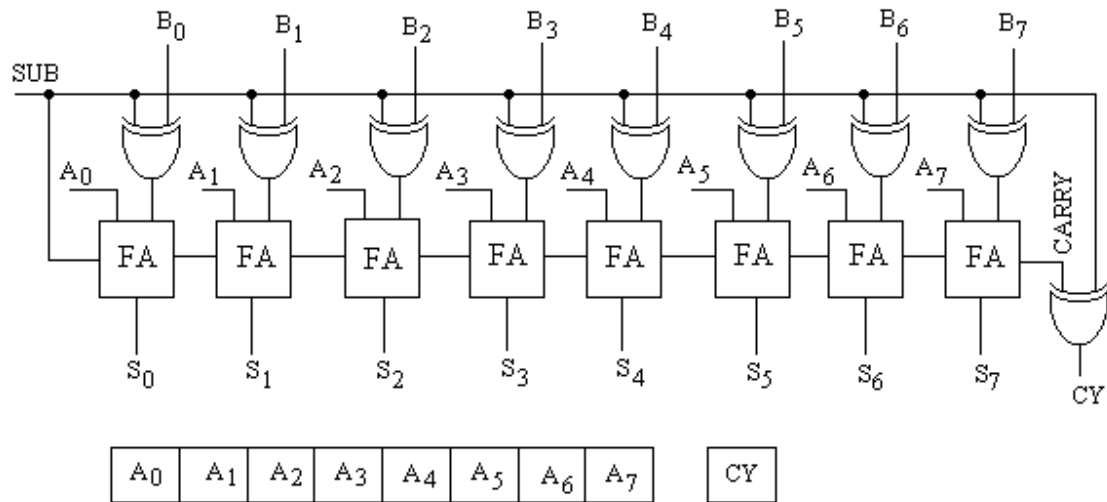 B0 B1 B2 B3 B4 B5 B6 B7
SUB
A0 A1 A2 A3 A4 A5 A6 A7
CARRY
FA FA FA FA FA FA FA FA
S0 S1 S2 S3 S4 S5 S6 S7
CY
A0 A1 A2 A3 A4 A5 A6 A7 CY